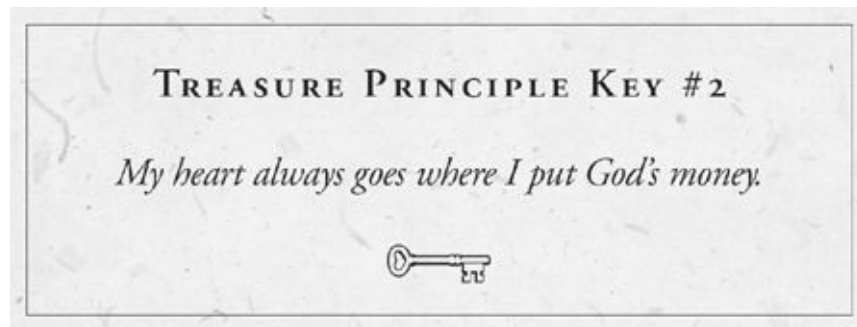 TREASURE PRINCIPLE KEY #2
My heart always goes where I put God's money.